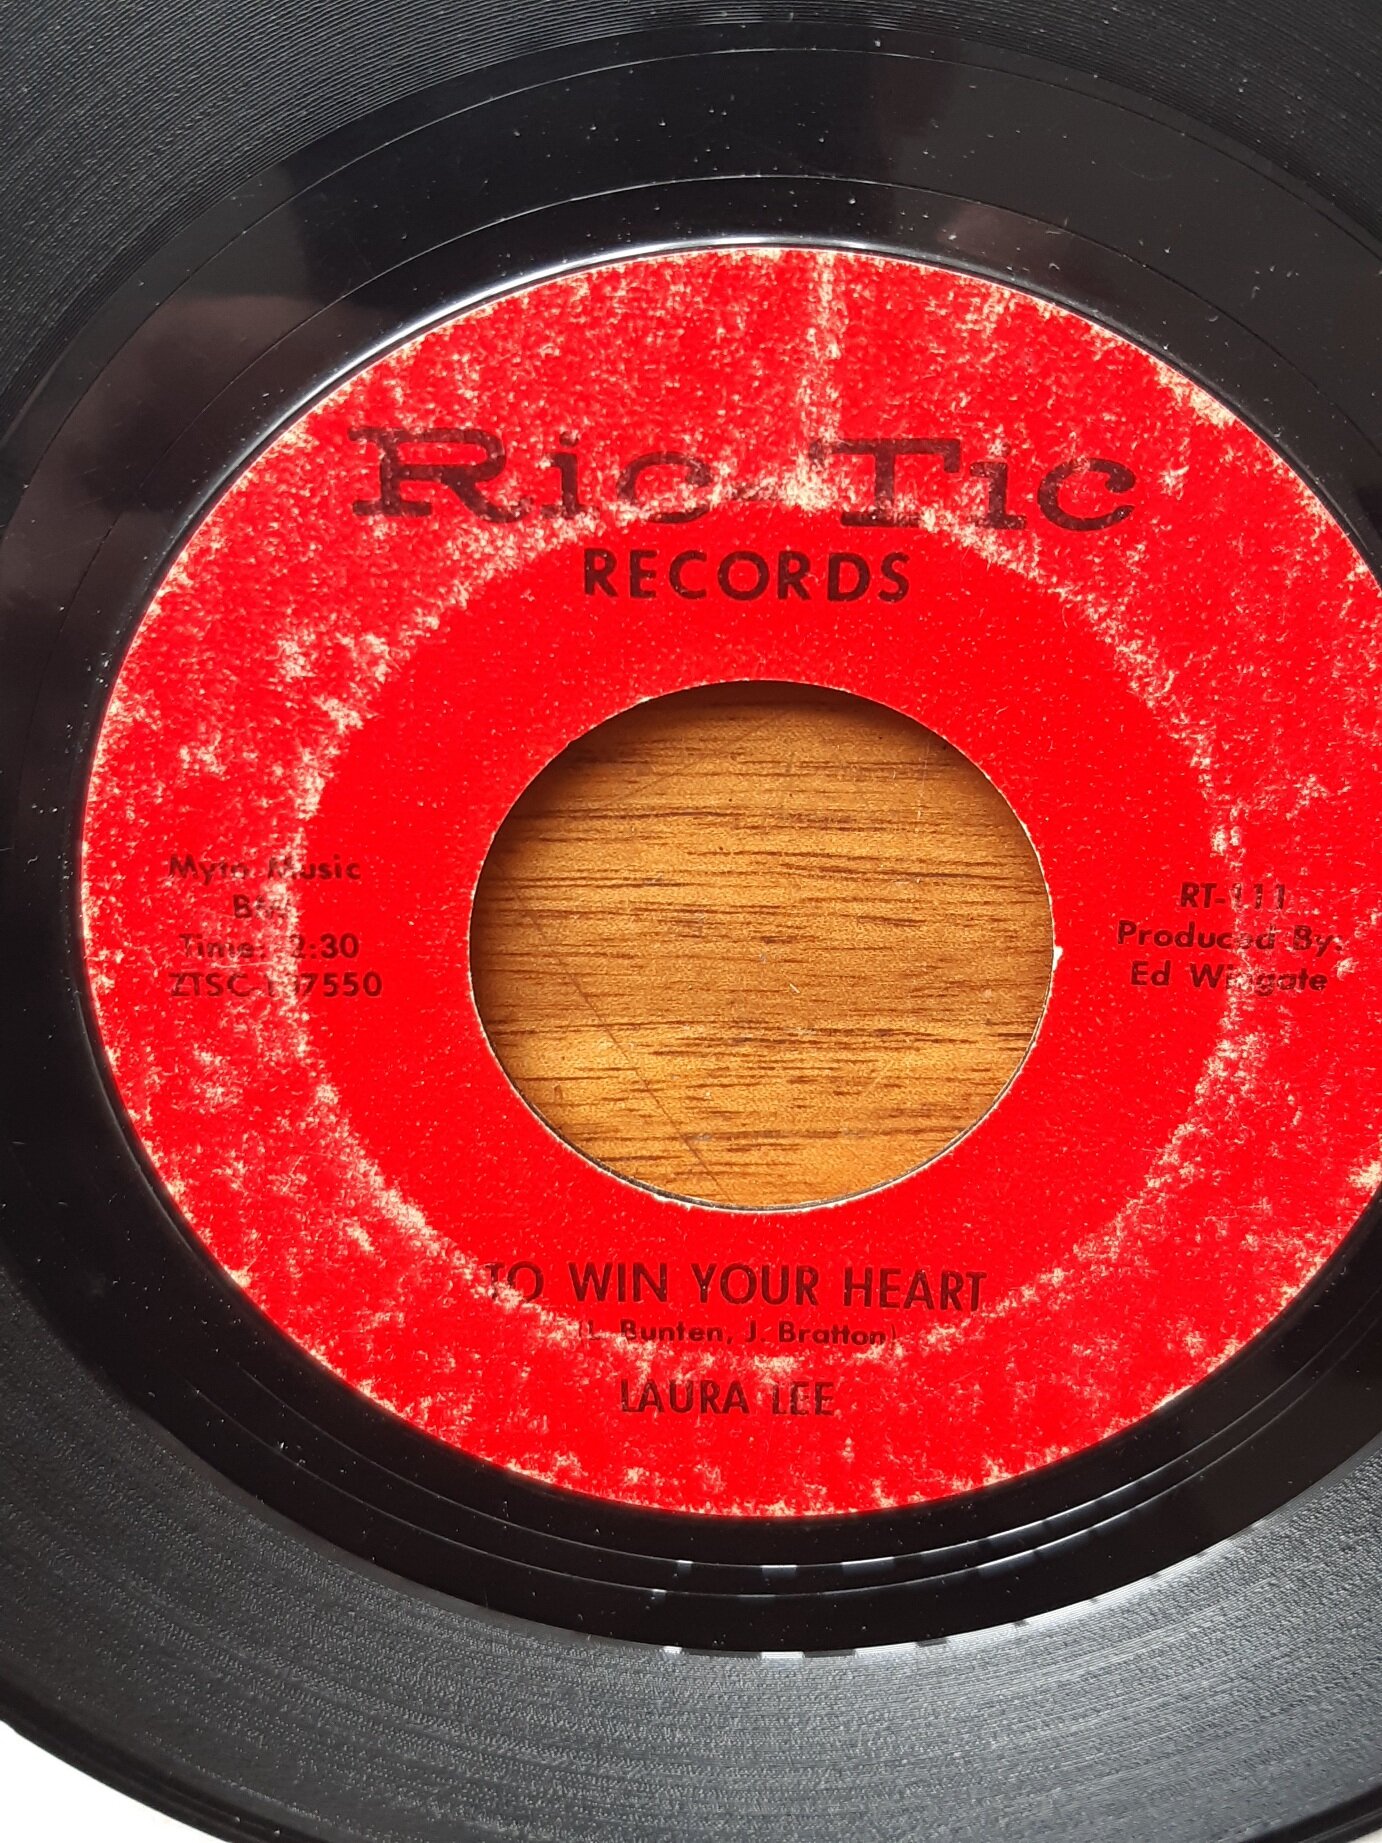 Ric-Tic
RECORDS
Myto Music
BMI
Time: 2:30
RT-111
Produced By:
Ed Wingate
TO WIN YOUR HEART
(L. Bunten, J. Bratton)
LAURA LEE